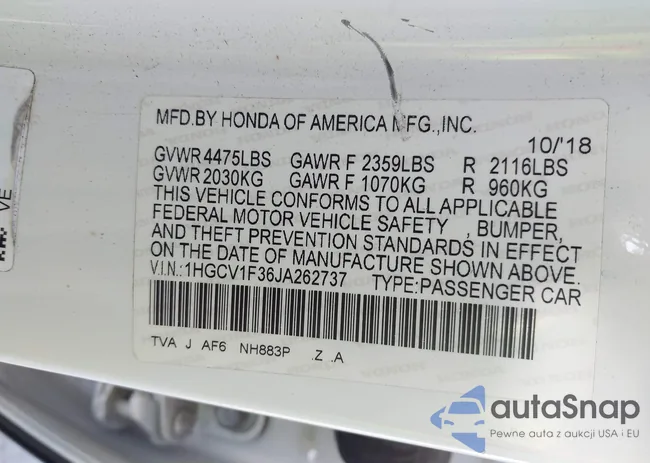 VE
MFD.BY HONDA OF AMERICA MFG.,INC.
10/'18
GVWR 4475LBS GAWR F 2359LBS R 2116LBS
GVWR 2030KG GAWR F 1070KG R 960KG
THIS VEHICLE CONFORMS TO ALL APPLICABLE
FEDERAL MOTOR VEHICLE SAFETY , BUMPER,
AND THEFT PREVENTION STANDARDS IN EFFECT
ON THE DATE OF MANUFACTURE SHOWN ABOVE.
V.I.N.:1HGCV1F36JA262737 TYPE:PASSENGER CAR
TVA J AF6 NH883P .Z .A
autoSnap
Pewne auta z aukcji USA i EU